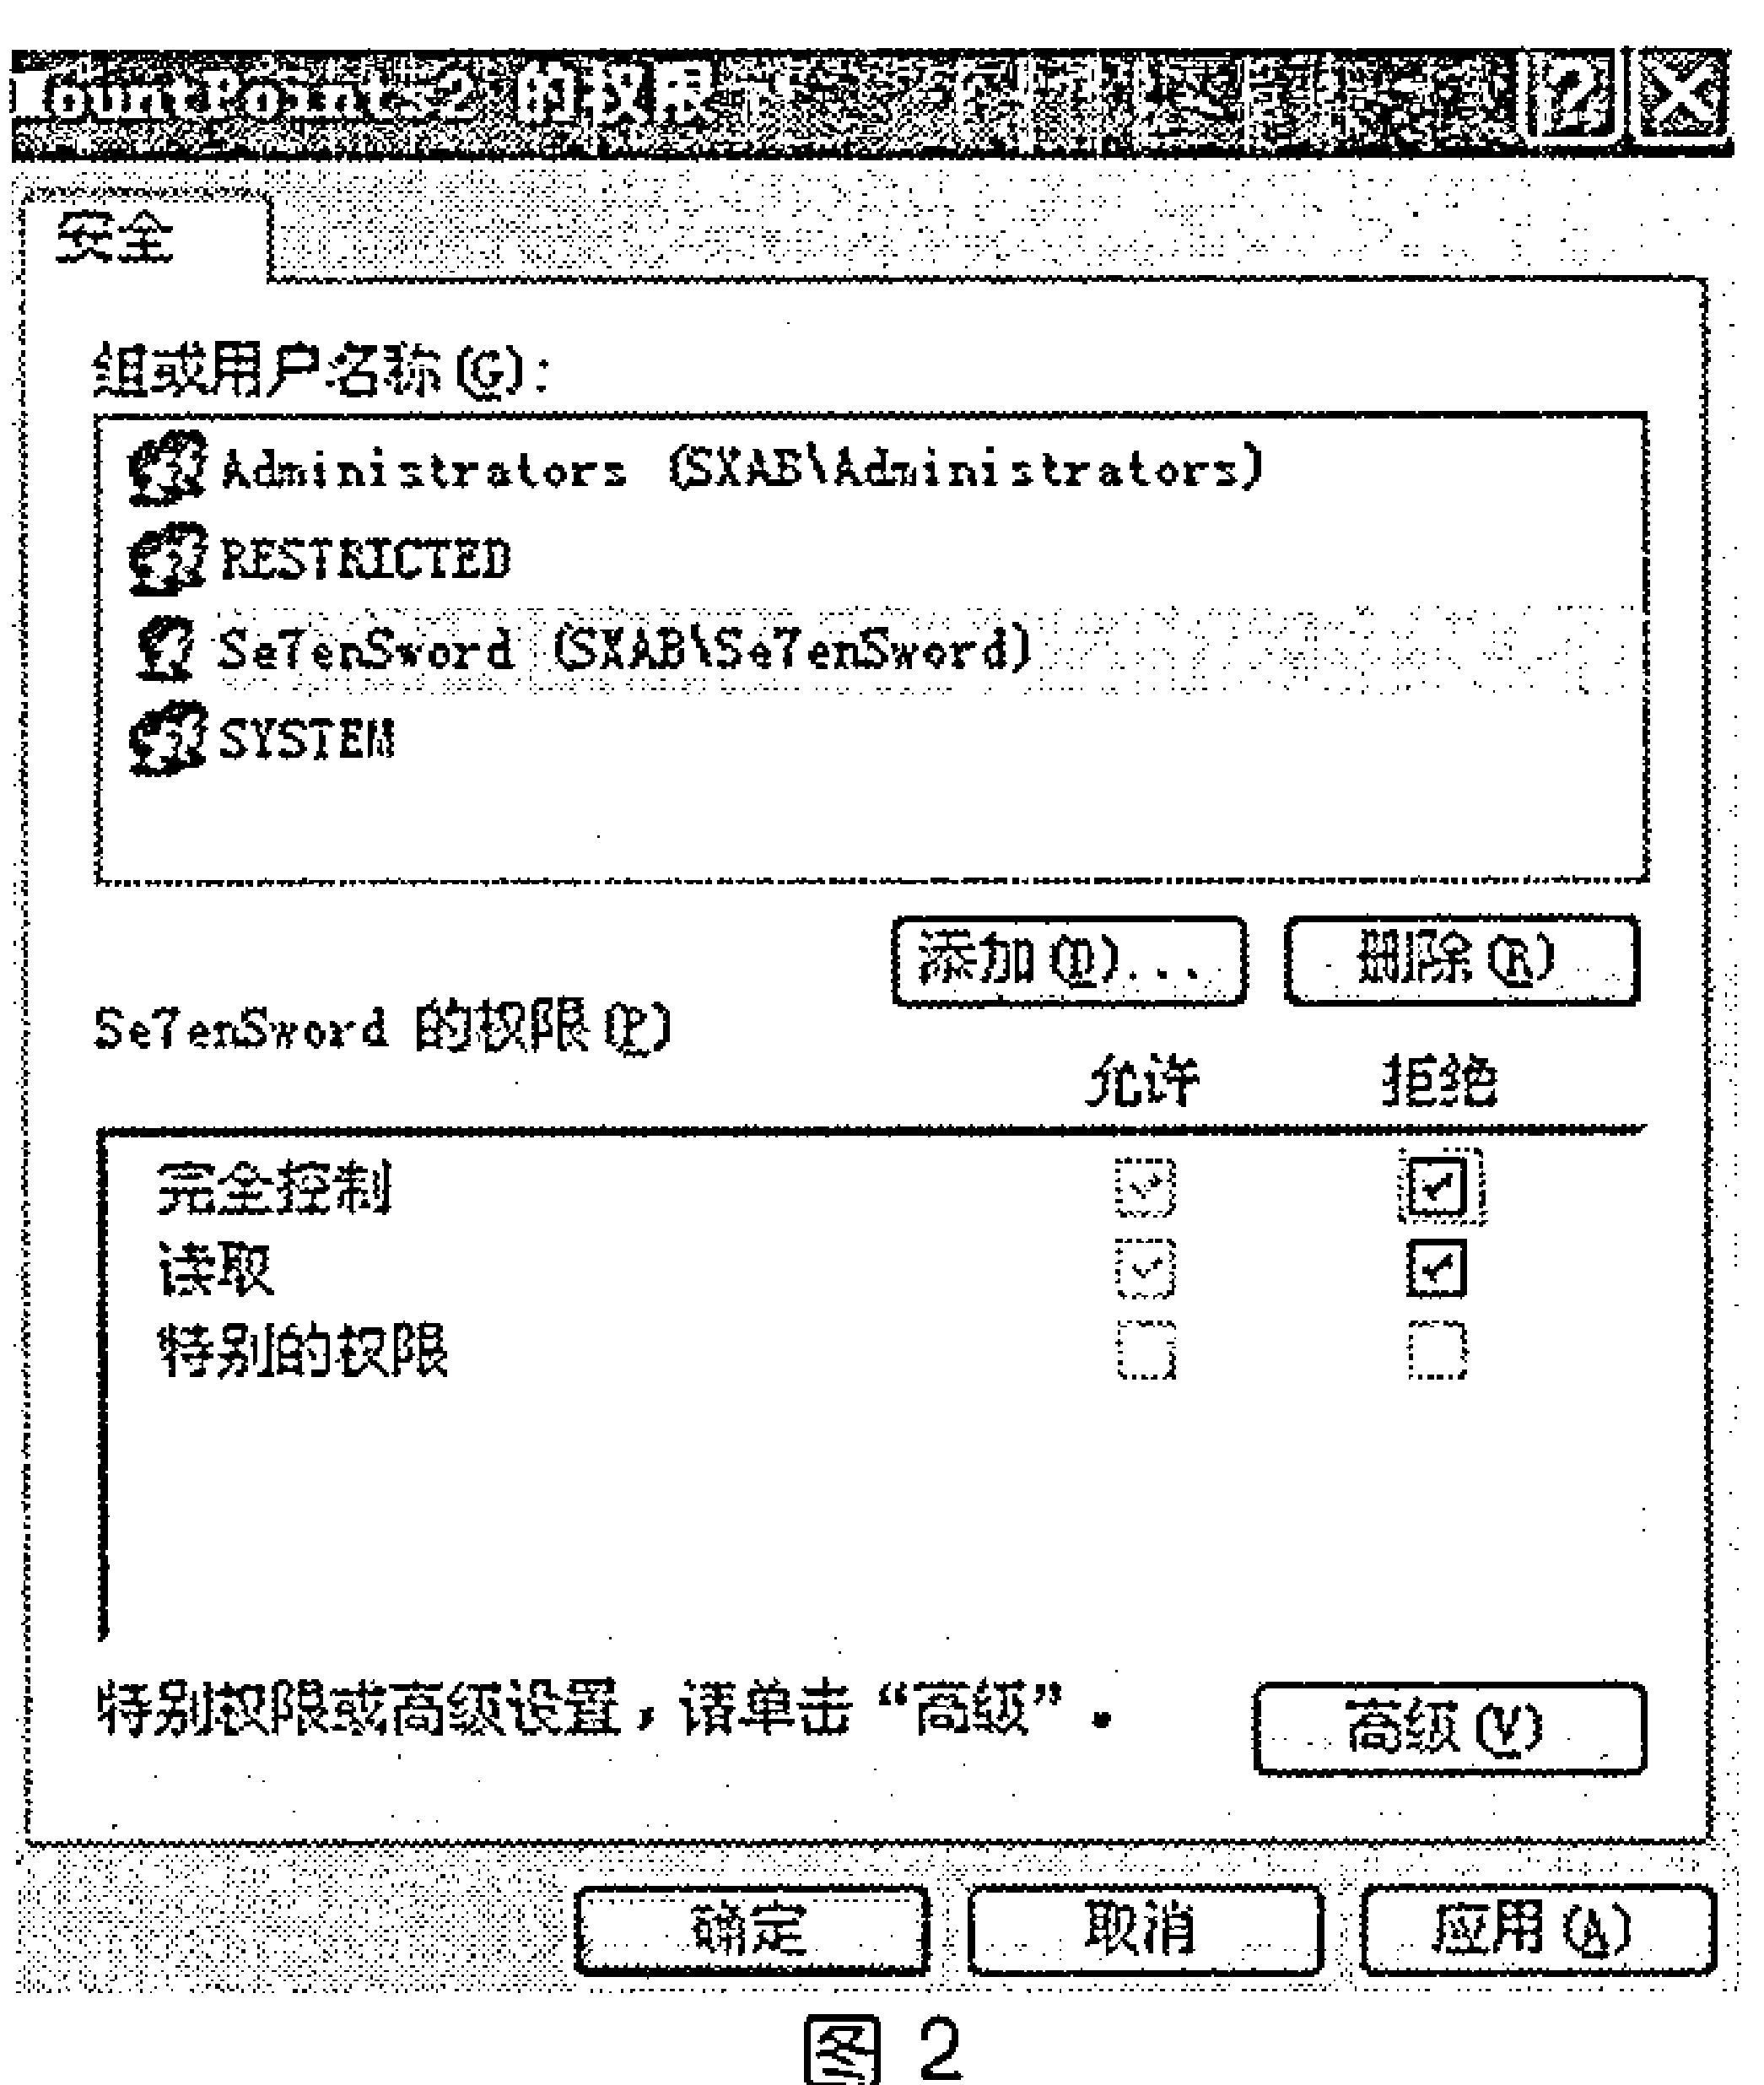 MountPoints2 的权限
安全
组或用户名称(G):
Administrators (SXAB\Administrators)
RESTRICTED
Se7enSword (SXAB\Se7enSword)
SYSTEM
添加(D)... 删除(R)
Se7enSword 的权限(P)
允许 拒绝
完全控制
读取
特别的权限
特别权限或高级设置，请单击“高级”。
高级(V)
确定 取消 应用(A)
图 2